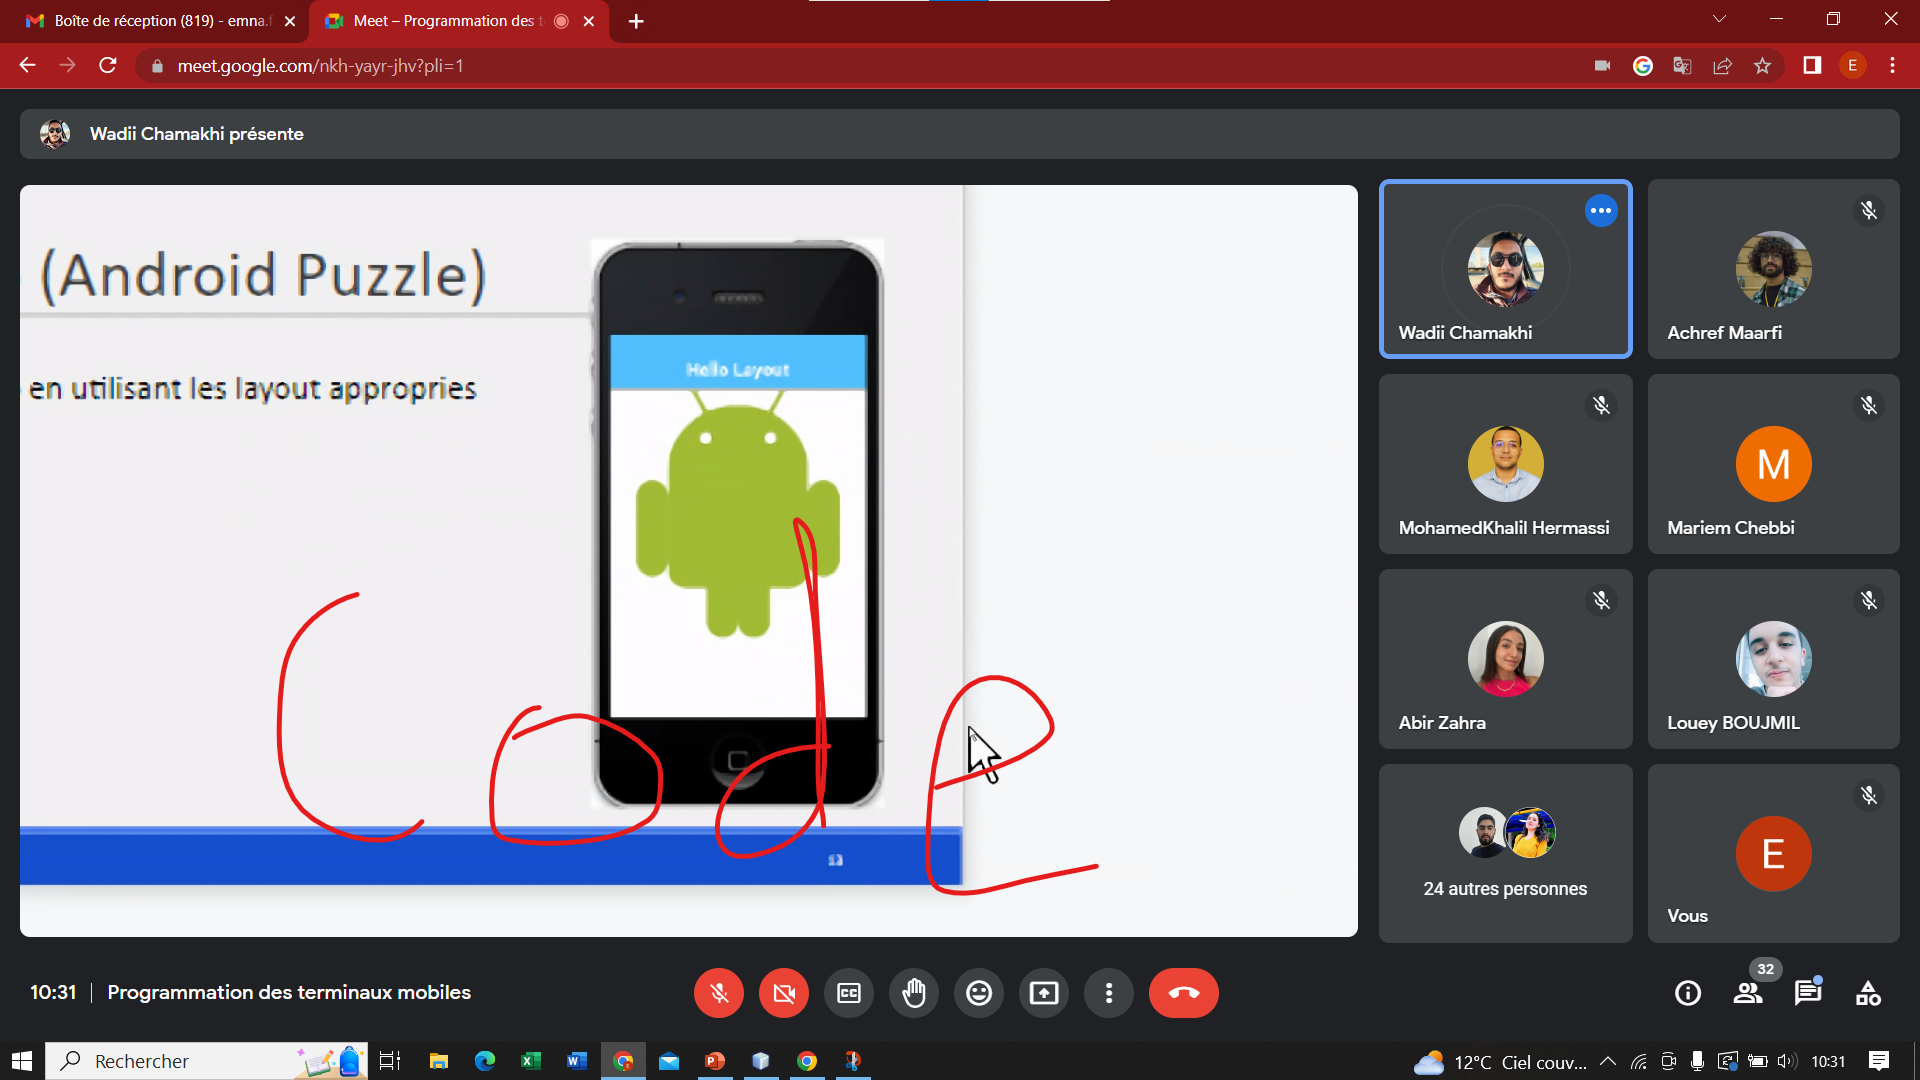 Boîte de réception (819) - emna.f
Meet – Programmation des t
meet.google.com/nkh-yayr-jhv?pli=1
E
Wadii Chamakhi présente
(Android Puzzle)
en utilisant les layout appropries
Hello Layout
Code
13
Wadii Chamakhi
Achref Maarfi
MohamedKhalil Hermassi
M
Mariem Chebbi
Abir Zahra
Louey BOUJMIL
24 autres personnes
E
Vous
10:31 | Programmation des terminaux mobiles
CC
32
Rechercher
12°C Ciel couv...
10:31